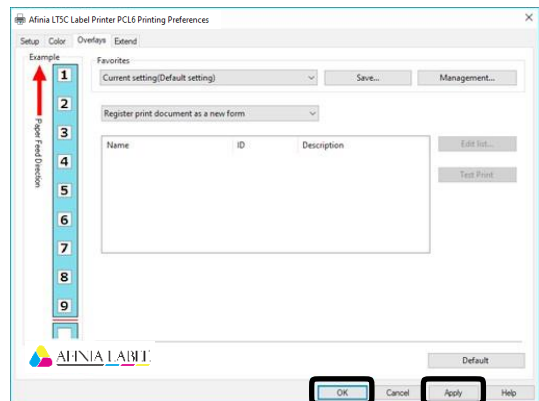 Afinia LT5C Label Printer PCL6 Printing Preferences
Setup Color Overlays Extend
Example
Favorites
Current setting(Default setting) Save... Management...
Register print document as a new form
Name ID Description
Edit list...
Test Print
Paper Feed Direction
1
2
3
4
5
6
7
8
9
AFINIA LABEL
Default
OK Cancel Apply Help